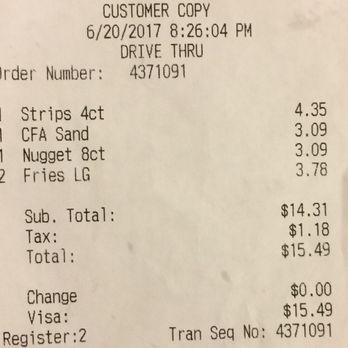 CUSTOMER COPY
6/20/2017 8:26:04 PM
DRIVE THRU
Order Number: 4371091
1 Strips 4ct 4.35
1 CFA Sand 3.09
1 Nugget 8ct 3.09
2 Fries LG 3.78
Sub. Total: $14.31
Tax: $1.18
Total: $15.49
Change $0.00
Visa: $15.49
Register:2 Tran Seq No: 4371091